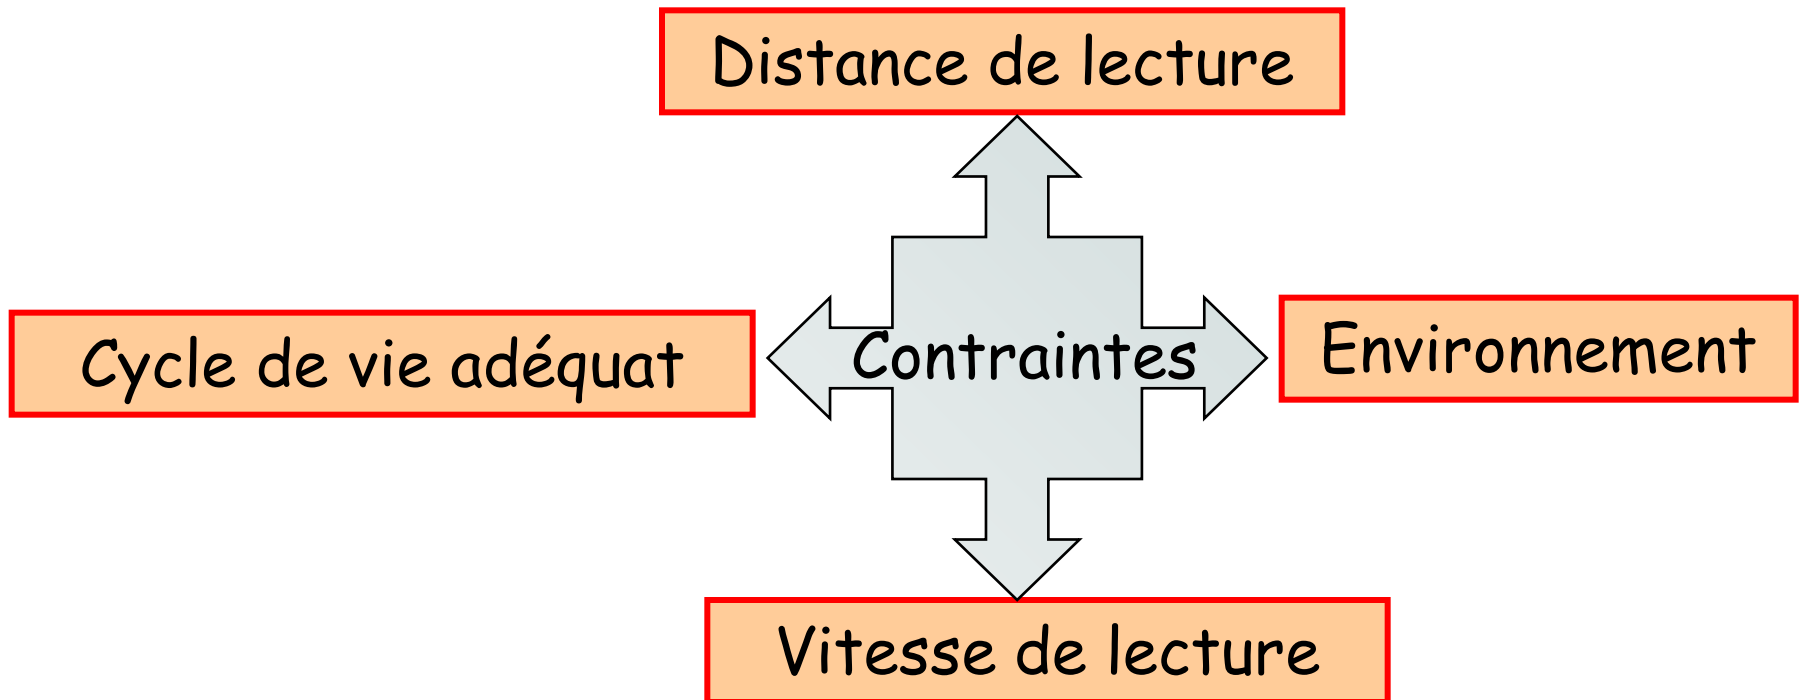 Distance de lecture
Cycle de vie adéquat
Contraintes
Environnement
Vitesse de lecture